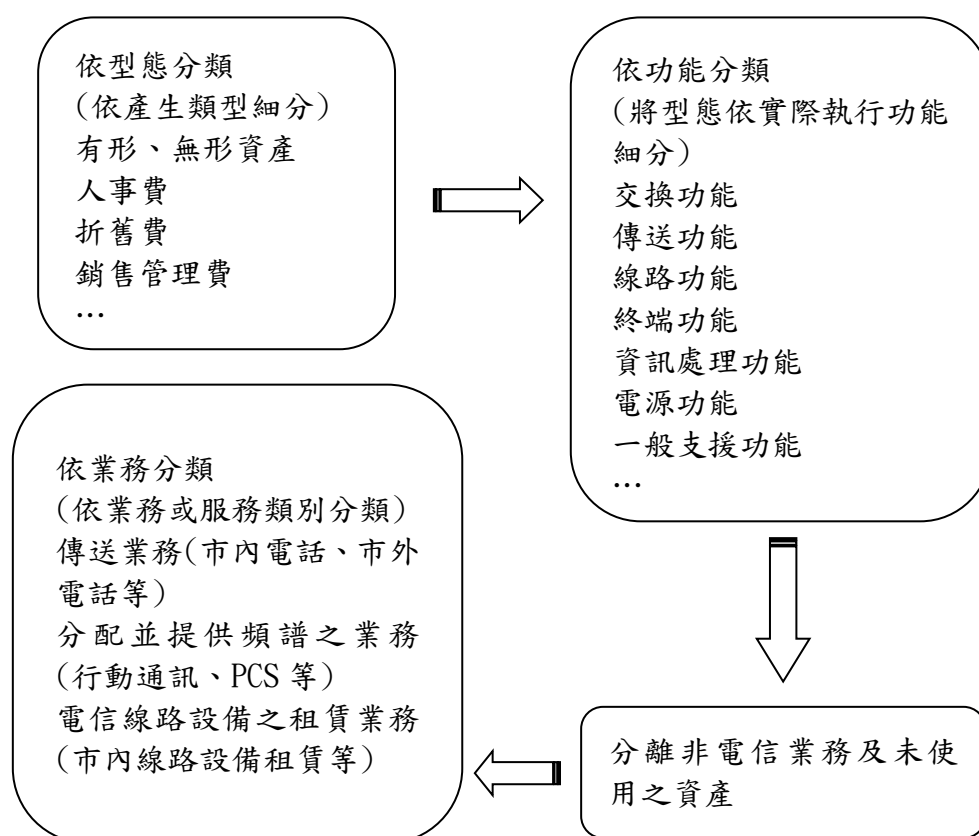 依型態分類
(依產生類型細分)
有形、無形資產
人事費
折舊費
銷售管理費
…
依功能分類
(將型態依實際執行功能
細分)
交換功能
傳送功能
線路功能
終端功能
資訊處理功能
電源功能
一般支援功能
…
分離非電信業務及未使
用之資產
依業務分類
(依業務或服務類別分類)
傳送業務(市內電話、市外
電話等)
分配並提供頻譜之業務
(行動通訊、PCS 等)
電信線路設備之租賃業務
(市內線路設備租賃等)